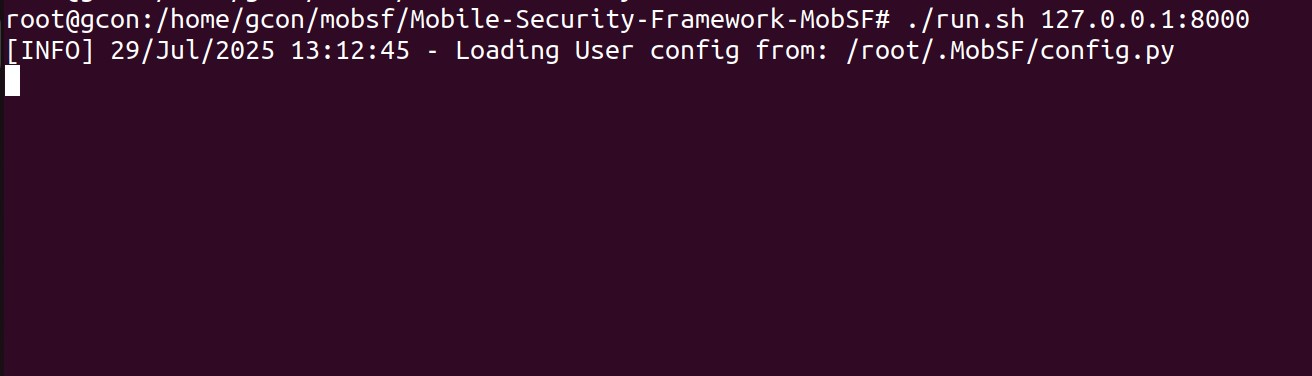 root@gcon:/home/gcon/mobsf/Mobile-Security-Framework-MobSF# ./run.sh 127.0.0.1:8000
[INFO] 29/Jul/2025 13:12:45 - Loading User config from: /root/.MobSF/config.py